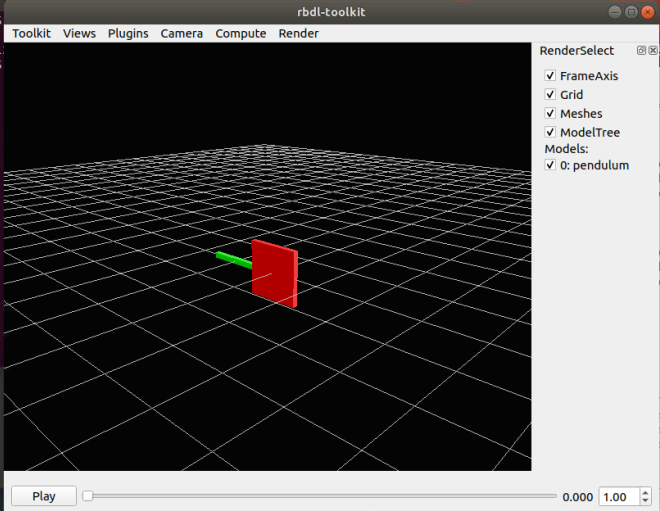 rbdl-toolkit
Toolkit Views Plugins Camera Compute Render
RenderSelect
FrameAxis
Grid
Meshes
ModelTree
Models:
0: pendulum
Play 0.000 1.00